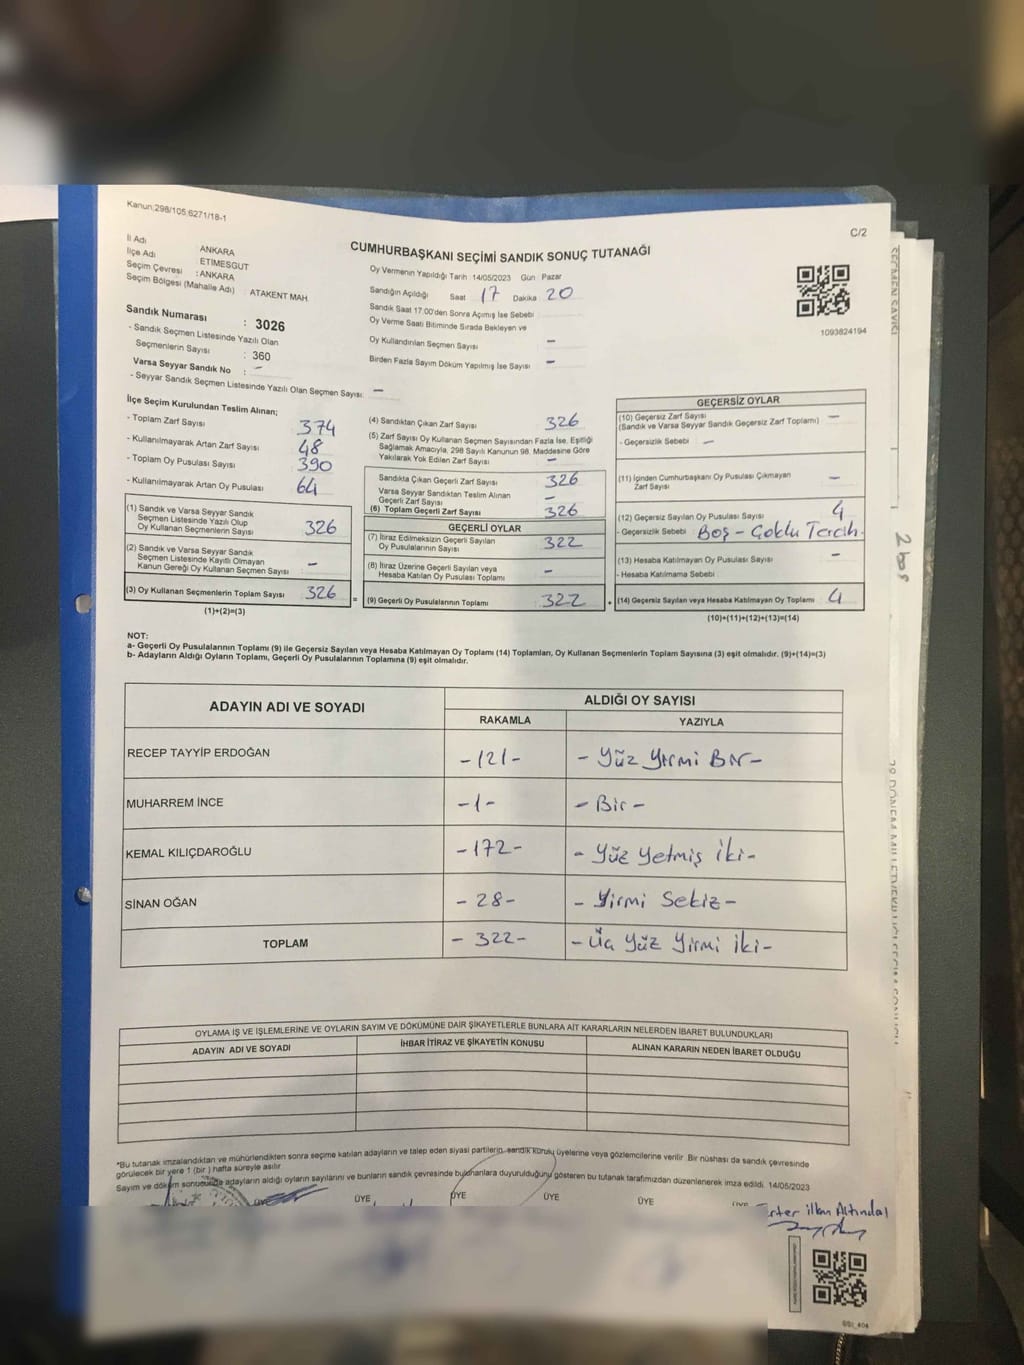 Kanun;298/105,6271/18-1
C/2
CUMHURBAŞKANI SEÇİMİ SANDIK SONUÇ TUTANAĞI
İl Adı ANKARA
İlçe Adı ETİMESGUT
Seçim Çevresi : ANKARA
Seçim Bölgesi (Mahalle Adı) ATAKENT MAH.
Oy Vermenin Yapıldığı Tarih 14/05/2023 Gün Pazar
Sandığın Açıldığı Saat 17 Dakika 20
Sandık Saat 17.00'den Sonra Açımış İse Sebebi
Oy Verme Saati Bitiminde Sırada Bekleyen ve
Oy Kullandırılan Seçmen Sayısı –
Birden Fazla Sayım Döküm Yapılmış İse Sayısı –
1093824194
Sandık Numarası : 3026
- Sandık Seçmen Listesinde Yazılı Olan
Seçmenlerin Sayısı : 360
Varsa Seyyar Sandık No : –
- Seyyar Sandık Seçmen Listesinde Yazılı Olan Seçmen Sayısı –
İlçe Seçim Kurulundan Teslim Alınan;
- Toplam Zarf Sayısı 374
- Kullanılmayarak Artan Zarf Sayısı 48
- Toplam Oy Pusulası Sayısı 390
- Kullanılmayarak Artan Oy Pusulası 64
(1) Sandık ve Varsa Seyyar Sandık
Seçmen Listesinde Yazılı Olup
Oy Kullanan Seçmenlerin Sayısı 326
(2) Sandık ve Varsa Seyyar Sandık
Seçmen Listesinde Kayıtlı Olmayan
Kanun Gereği Oy Kullanan Seçmen Sayısı –
(3) Oy Kullanan Seçmenlerin Toplam Sayısı 326 =
(1)+(2)=(3)
(4) Sandıktan Çıkan Zarf Sayısı 326
(5) Zarf Sayısı Oy Kullanan Seçmen Sayısından Fazla İse, Eşitliği
Sağlamak Amacıyla, 298 Sayılı Kanunun 98. Maddesine Göre
Yakılarak Yok Edilen Zarf Sayısı –
Sandıkta Çıkan Geçerli Zarf Sayısı 326
Varsa Seyyar Sandıktan Teslim Alınan
Geçerli Zarf Sayısı –
(6) Toplam Geçerli Zarf Sayısı 326
GEÇERLİ OYLAR
(7) İtiraz Edilmeksizin Geçerli Sayılan
Oy Pusulalarının Sayısı 322
(8) İtiraz Üzerine Geçerli Sayılan veya
Hesaba Katılan Oy Pusulası Toplamı –
(9) Geçerli Oy Pusulalarının Toplamı 322 +
GEÇERSİZ OYLAR
(10) Geçersiz Zarf Sayısı –
(Sandık ve Varsa Seyyar Sandık Geçersiz Zarf Toplamı)
- Geçersizlik Sebebi –
(11) İçinden Cumhurbaşkanı Oy Pusulası Çıkmayan
Zarf Sayısı –
(12) Geçersiz Sayılan Oy Pusulası Sayısı 4
- Geçersizlik Sebebi Boş - Çoklu Tercih.
(13) Hesaba Katılmayan Oy Pusulası Sayısı –
- Hesaba Katılmama Sebebi
(14) Geçersiz Sayılan veya Hesaba Katılmayan Oy Toplamı 4
(10)+(11)+(12)+(13)=(14)
2 boş
NOT:
a- Geçerli Oy Pusulalarının Toplamı (9) ile Geçersiz Sayılan veya Hesaba Katılmayan Oy Toplamı (14) Toplamları, Oy Kullanan Seçmenlerin Toplam Sayısına (3) eşit olmalıdır. (9)+(14)=(3)
b- Adayların Aldığı Oyların Toplamı, Geçerli Oy Pusulalarının Toplamına (9) eşit olmalıdır.
ADAYIN ADI VE SOYADI ALDIĞI OY SAYISI
RAKAMLA YAZIYLA
RECEP TAYYİP ERDOĞAN -121- - Yüz Yirmi Bir-
MUHARREM İNCE -1- - Bir -
KEMAL KILIÇDAROĞLU -172- - Yüz Yetmiş İki-
SİNAN OĞAN - 28 - - Yirmi Sekiz -
TOPLAM - 322- - Üç Yüz Yirmi İki-
OYLAMA İŞ VE İŞLEMLERİNE VE OYLARIN SAYIM VE DÖKÜMÜNE DAİR ŞİKAYETLERLE BUNLARA AİT KARARLARIN NELERDEN İBARET BULUNDUKLARI
ADAYIN ADI VE SOYADI İHBAR İTİRAZ VE ŞİKAYETİN KONUSU ALINAN KARARIN NEDEN İBARET OLDUĞU
*Bu tutanak imzalandıktan ve mühürlendikten sonra seçime katılan adayların ve talep eden siyasi partilerin, sandık kurulu üyelerine veya gözlemcilerine verilir. Bir nüshası da sandık çevresinde
görülecek bir yere 1 (bir) hafta süreyle asılır.
Sayım ve döküm sonucunda adayların aldığı oyların sayılarını ve bunların sandık çevresinde bulunanlara duyurulduğunu gösteren bu tutanak tarafımızdan düzenlenerek imza edildi. 14/05/2023
ÜYE ÜYE ÜYE ÜYE ÜYE
İlkan Altındal